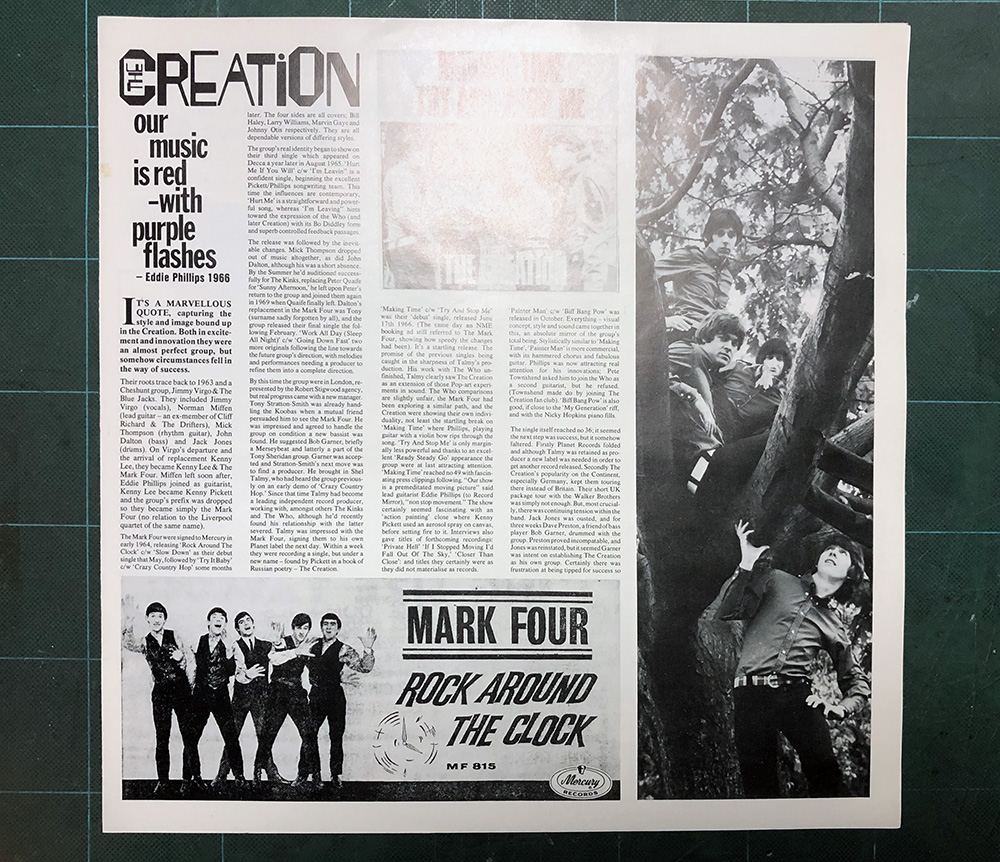 THE CREATION
our
music
is red
-with
purple
flashes
– Eddie Phillips 1966
IT'S A MARVELLOUS
QUOTE, capturing the
style and image bound up
in the Creation. Both in excite-
ment and innovation they were
an almost perfect group, but
somehow circumstances fell in
the way of success.
Their roots trace back to 1963 and a
Cheshunt group, Jimmy Virgo & The
Blue Jacks. They included Jimmy
Virgo (vocals), Norman Miffen
(lead guitar – an ex-member of Cliff
Richard & The Drifters), Mick
Thompson (rhythm guitar), John
Dalton (bass) and Jack Jones
(drums). On Virgo's departure and
the arrival of replacement Kenny
Lee, they became Kenny Lee & The
Mark Four. Miffen left soon after,
Eddie Phillips joined as guitarist,
Kenny Lee became Kenny Pickett
and the group's prefix was dropped
so they became simply the Mark
Four (no relation to the Liverpool
quartet of the same name).
The Mark Four were signed to Mercury in
early 1964, releasing 'Rock Around The
Clock' c/w 'Slow Down' as their debut
single that May, followed by 'Try It Baby'
c/w 'Crazy Country Hop' some months
later. The four sides are all covers; Bill
Haley, Larry Williams, Marvin Gaye and
Johnny Otis respectively. They are all
dependable versions of differing styles.
The group's real identity began to show on
their third single which appeared on
Decca a year later in August 1965. 'Hurt
Me If You Will' c/w 'I'm Leavin'' is a
confident single, beginning the excellent
Pickett/Phillips songwriting team. This
time the influences are contemporary,
'Hurt Me' is a straightforward and power-
ful song, whereas 'I'm Leaving' hints
toward the expression of the Who (and
later Creation) with its Bo Diddley form
and superb controlled feedback passages.
The release was followed by the inevit-
able changes. Mick Thompson dropped
out of music altogether, as did John
Dalton, although his was a short absence.
By the Summer he'd auditioned success-
fully for The Kinks, replacing Peter Quaife
for 'Sunny Afternoon,' he left upon Peter's
return to the group and joined them again
in 1969 when Quaife finally left. Dalton's
replacement in the Mark Four was Tony
(surname sadly forgotten by all), and the
group released their final single the fol-
lowing February. 'Work All Day (Sleep
All Night)' c/w 'Going Down Fast' two
more originals following the line towards
the future group's direction, with melodies
and performances needing a producer to
refine them into a complete direction.
By this time the group were in London, re-
presented by the Robert Stigwood agency,
but real progress came with a new manager.
Tony Stratton-Smith was already hand-
ling the Koobas when a mutual friend
persuaded him to see the Mark Four. He
was impressed and agreed to handle the
group on condition a new bassist was
found. He suggested Bob Garner, briefly
a Merseybeat and latterly a part of the
Tony Sheridan group. Garner was accep-
ted and Stratton-Smith's next move was
to find a producer. He brought in Shel
Talmy, who had heard the group previous-
ly on an early demo of 'Crazy Country
Hop.' Since that time Talmy had become
a leading independent record producer,
working with, amongst others The Kinks
and The Who, although he'd recently
found his relationship with the latter
severed. Talmy was impressed with the
Mark Four, signing them to his own
Planet label the next day. Within a week
they were recording a single, but under a
new name – found by Pickett in a book of
Russian poetry – The Creation.
'Making Time' c/w 'Try And Stop Me'
was their 'debut' single, released June
17th 1966. (The same day an NME
booking ad still referred to The Mark
Four, showing how speedy the changes
had been). It's a startling release. The
promise of the previous singles being
caught in the sharpness of Talmy's produc-
tion. His work with The Who un-
finished, Talmy clearly saw The Creation
as an extension of those Pop-art experi-
ments in sound. The Who comparisons
are slightly unfair, the Mark Four had
been exploring a similar path, and the
Creation were showing their own indivi-
duality, not least the startling break on
'Making Time' where Phillips, playing
guitar with a violin bow rips through the
song. 'Try And Stop Me' is only margin-
ally less powerful and thanks to an excel-
lent 'Ready Steady Go' appearance the
group were at last attracting attention.
'Making Time' reached no 49 with fascin-
ating press clippings following. "Our show
is a premeditated moving picture" said
lead guitarist Eddie Phillips (to Record
Mirror), "non stop movement." The show
certainly seemed fascinating with an
'action painting' close where Kenny
Pickett used an aerosol spray on canvas,
before setting fire to it. Interviews also
gave titles of forthcoming recordings:
'Private Hell' 'If I Stopped Moving I'd
Fall Out Of The Sky,' 'Closer Than
Close': and titles they certainly were as
they did not materialise as records.
'Painter Man' c/w 'Biff Bang Pow' was
released in October. Everything – visual
concept, style and sound came together in
this, an absolute mirror of the group's
total being. Stylistically similar to 'Making
Time', 'Painter Man' is more commercial,
with its hammered chorus and fabulous
guitar. Phillips was now attracting real
attention for his innovations; Pete
Townshend asked him to join the Who as
a second guitarist, but he refused.
(Townshend made do by joining The
Creation fan club). 'Biff Bang Pow' is also
good, if close to the 'My Generation' riff,
and with the Nicky Hopkins piano fills.
The single itself reached no 36; it seemed
the next step was success, but it somehow
faltered. Firstly Planet Records folded
and although Talmy was retained as pro-
ducer a new label was needed in order to
get another record released. Secondly The
Creation's popularity on the Continent,
especially Germany, kept them touring
there instead of Britain. Their short UK
package tour with the Walker Brothers
was simply not enough. But, most crucial-
ly, there was continuing tension within the
band. Jack Jones was ousted, and for
three weeks Dave Preston, a friend of bass
player Bob Garner, drummed with the
group. Preston proved incompatable, and
Jones was reinstated, but it seemed Garner
was intent on establishing The Creation
as his own group. Certainly there was
frustration at being tipped for success to
MARK FOUR
ROCK AROUND
THE CLOCK
MF 815
Mercury
RECORDS